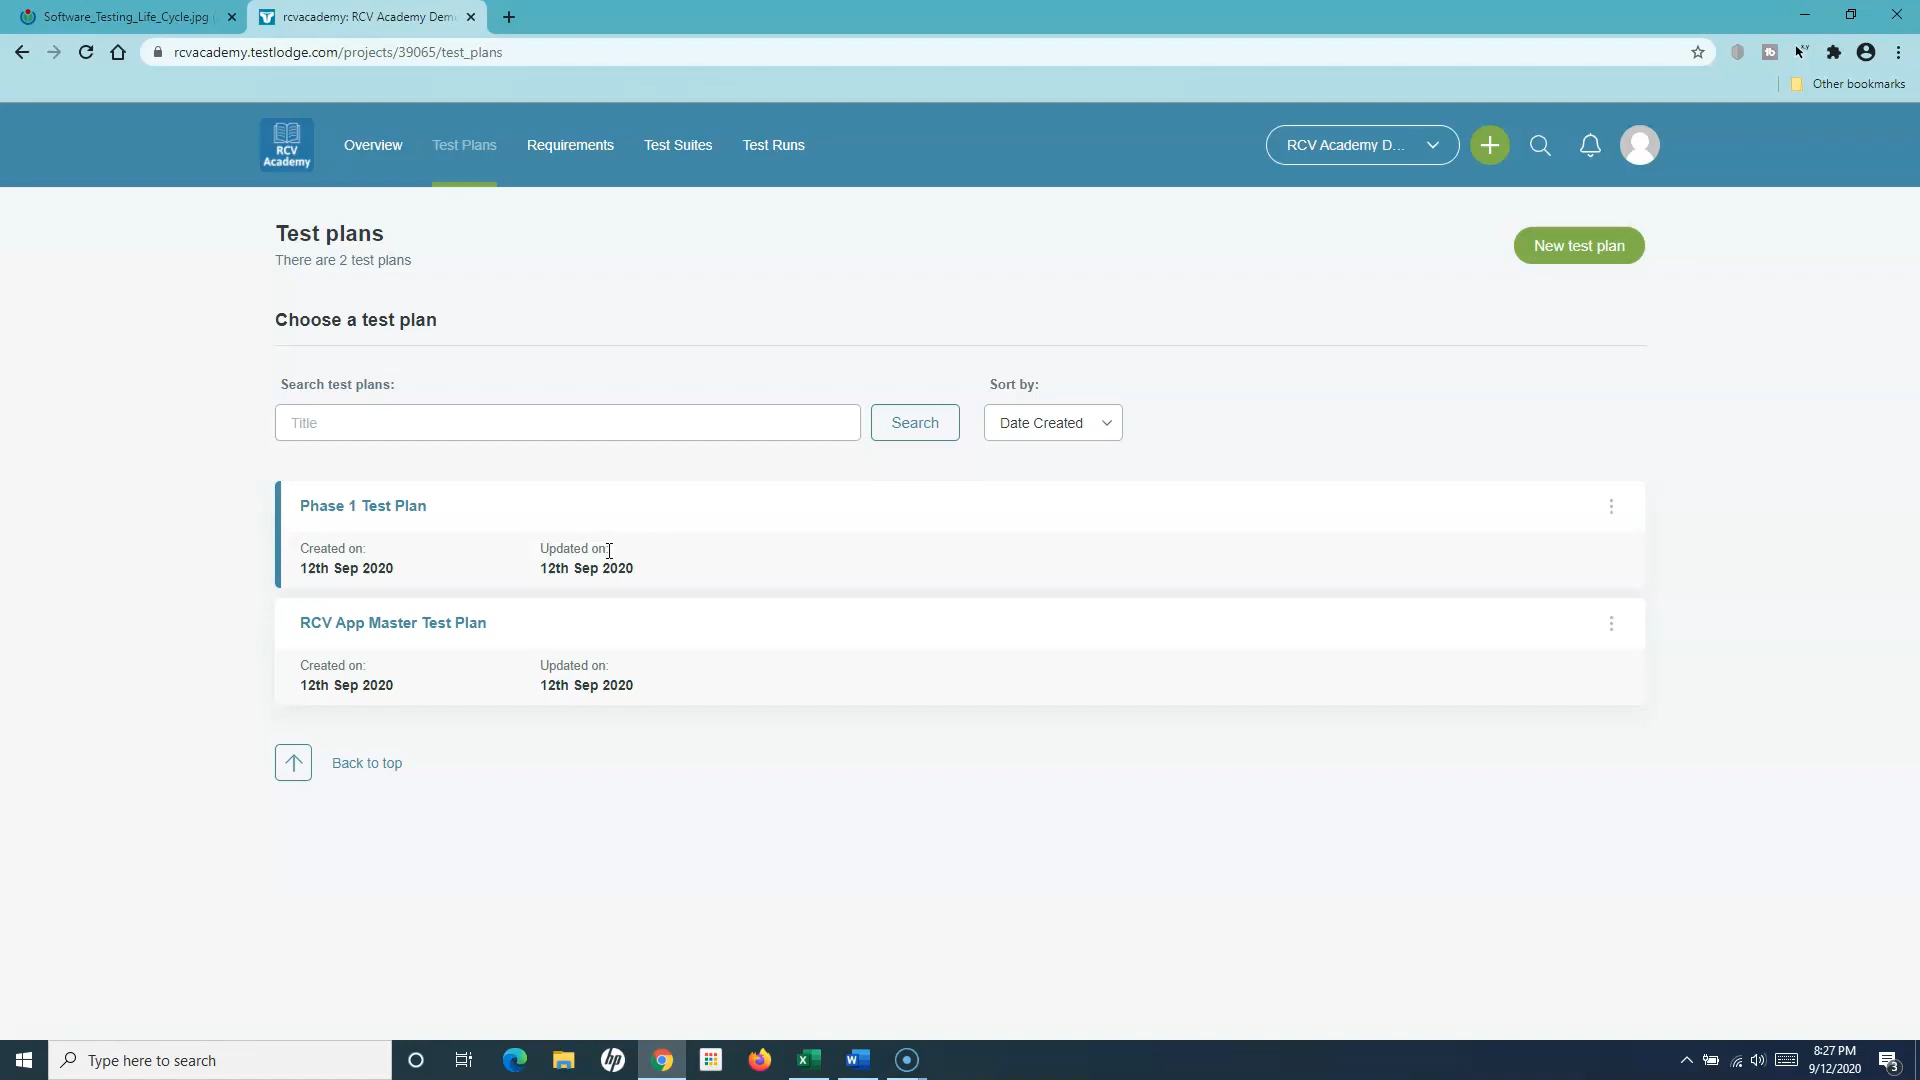 Software_Testing_Life_Cycle.jpg
rcvacademy: RCV Academy Dem
rcvacademy.testlodge.com/projects/39065/test_plans
Other bookmarks
RCV Academy
Overview
Test Plans
Requirements
Test Suites
Test Runs
RCV Academy D...
Test plans
There are 2 test plans
New test plan
Choose a test plan
Search test plans:
Sort by:
Title
Search
Date Created
Phase 1 Test Plan
Created on:
Updated on:
12th Sep 2020
12th Sep 2020
RCV App Master Test Plan
Created on:
Updated on:
12th Sep 2020
12th Sep 2020
Back to top
Type here to search
8:27 PM
9/12/2020
3